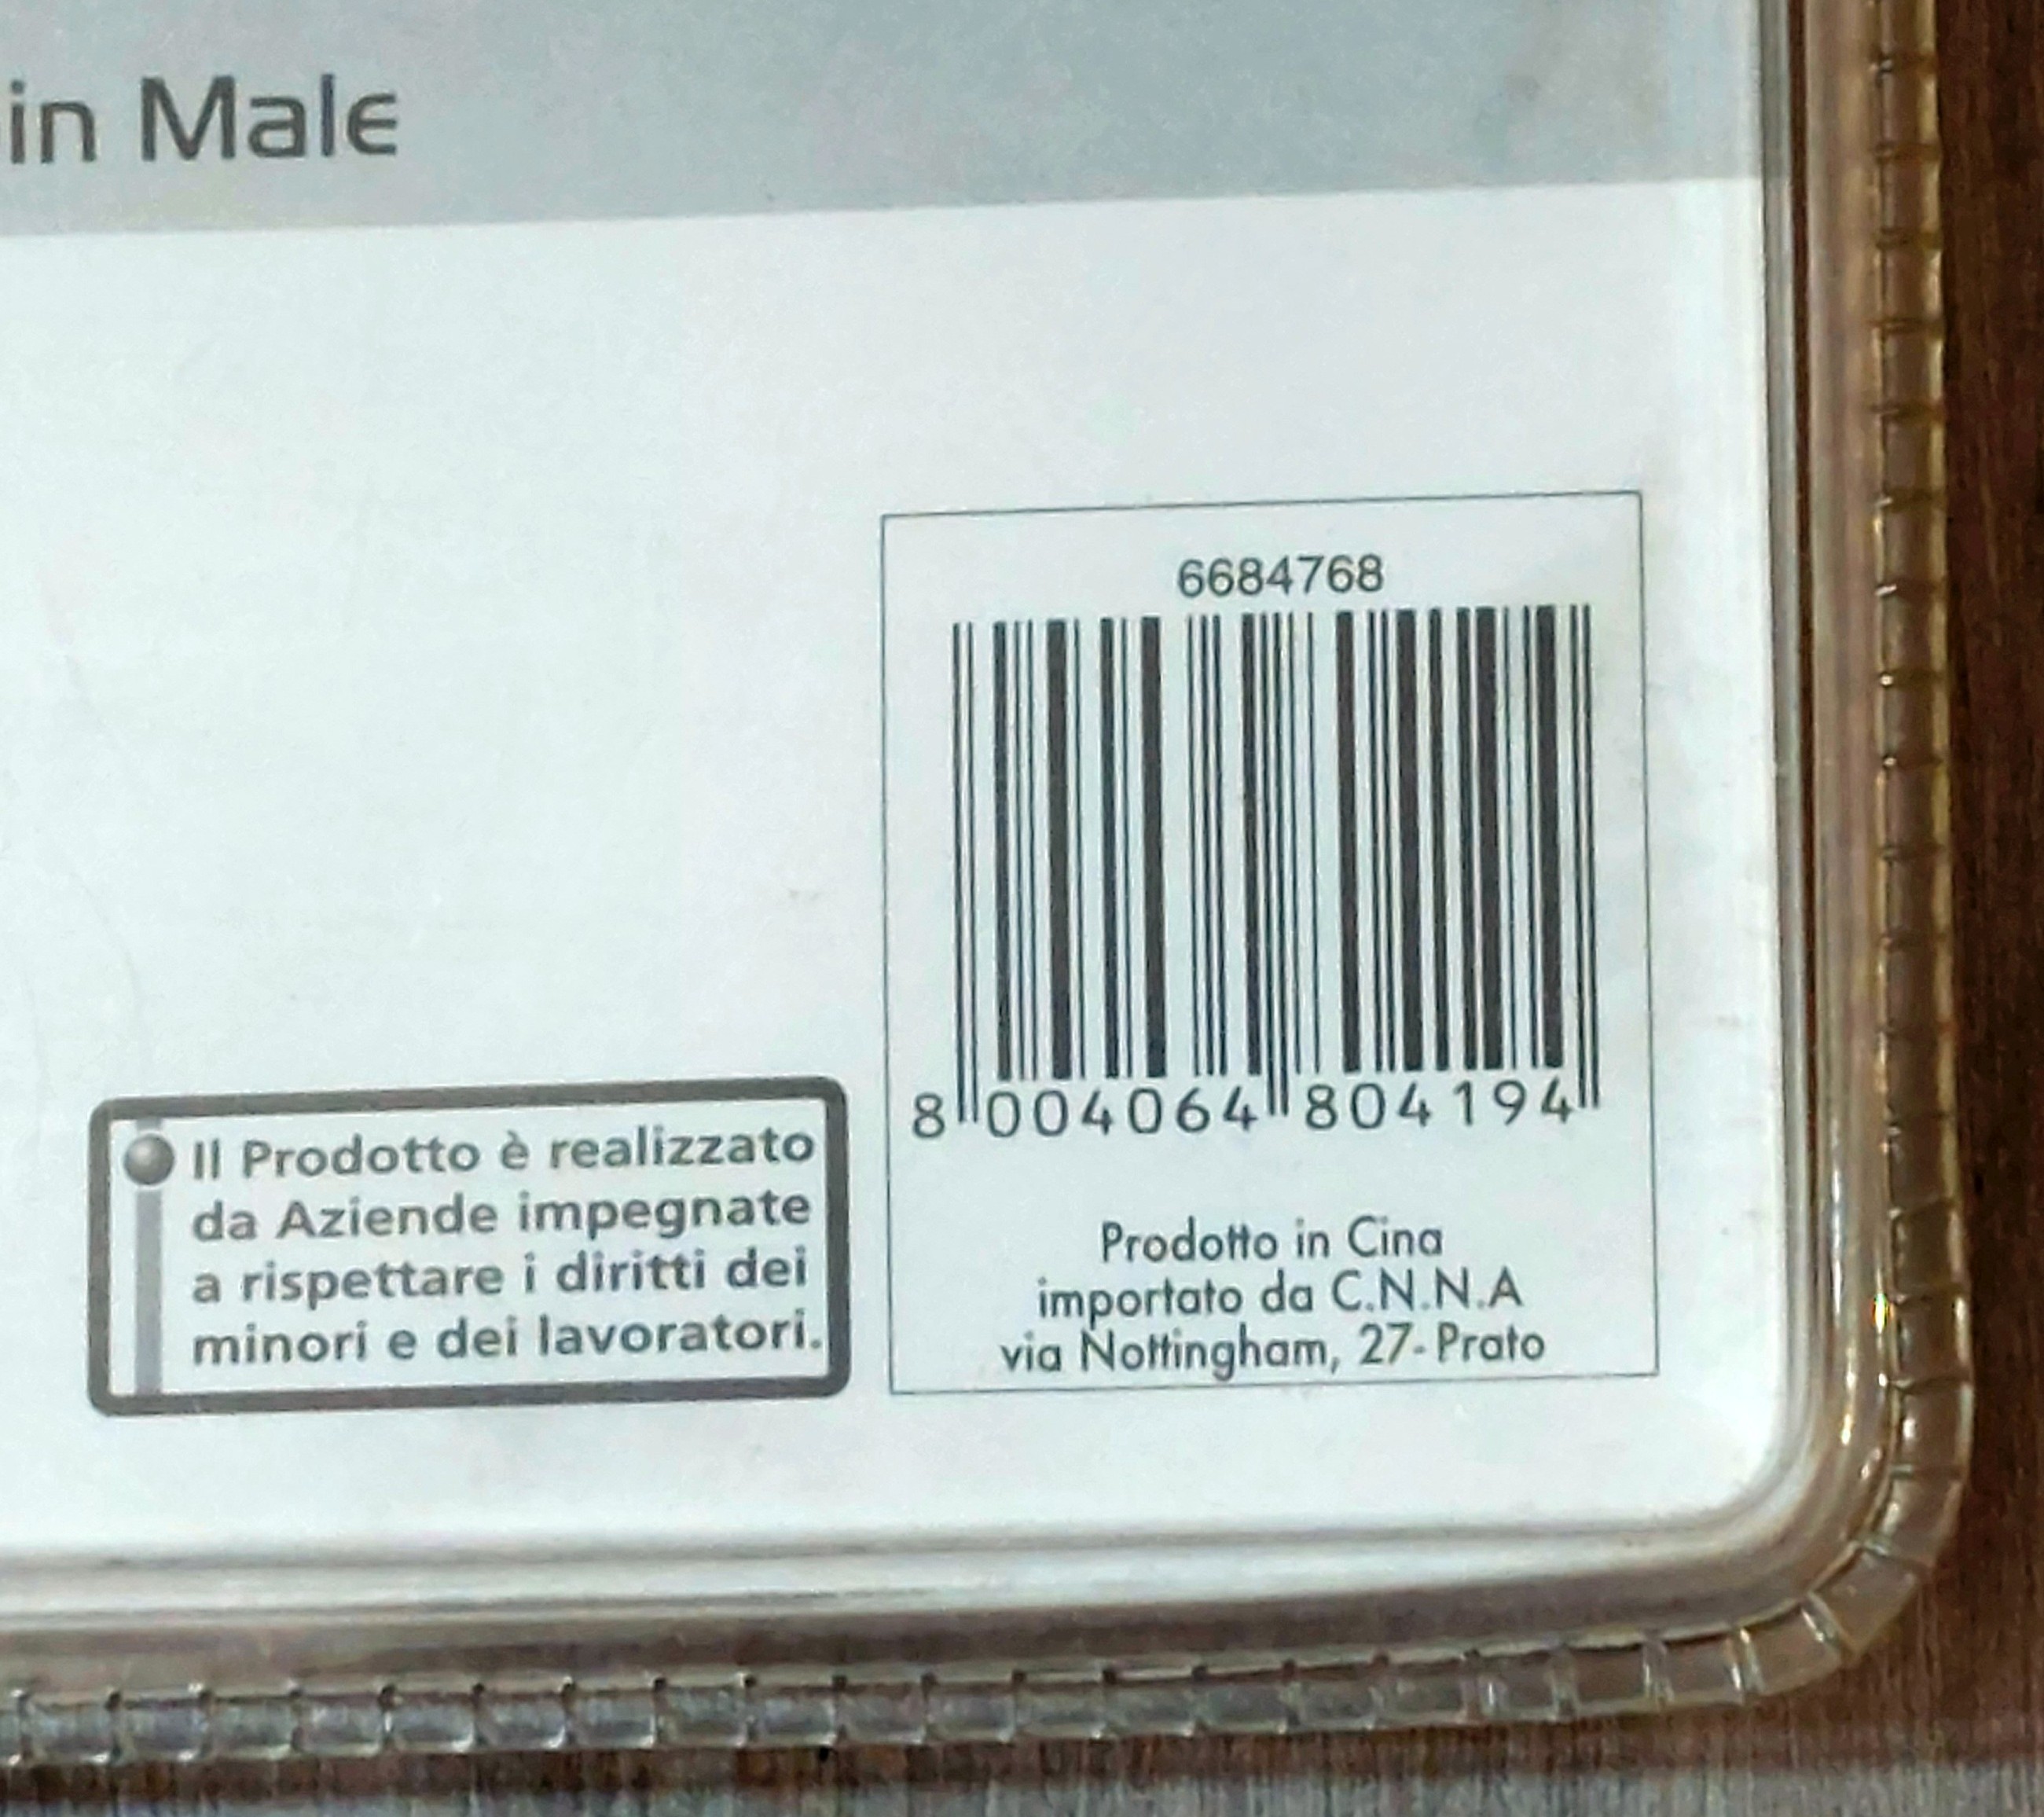 in Male
6684768
8 004064 804194
Il Prodotto è realizzato
da Aziende impegnate
a rispettare i diritti dei
minori e dei lavoratori.
Prodotto in Cina
importato da C.N.N.A
via Nottingham, 27- Prato